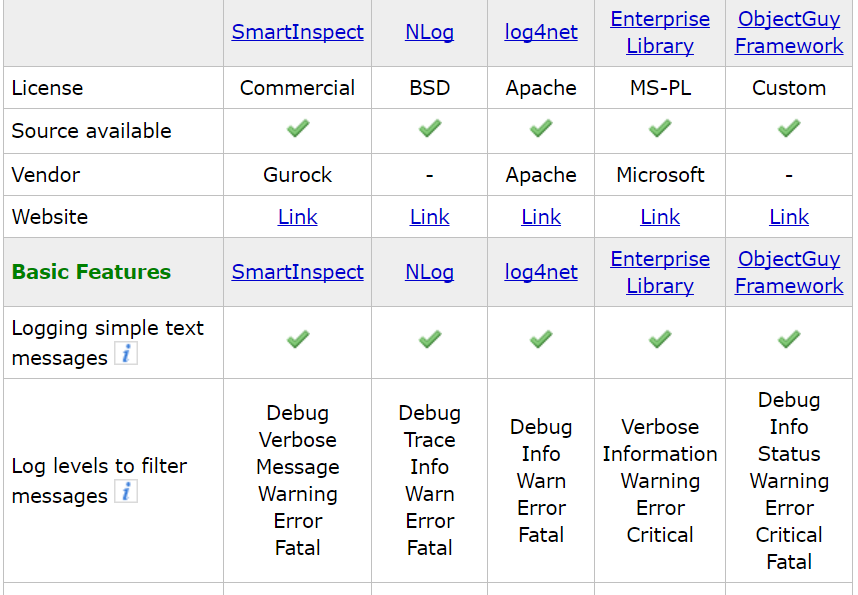 SmartInspect NLog log4net Enterprise Library ObjectGuy Framework
License Commercial BSD Apache MS-PL Custom
Source available
Vendor Gurock - Apache Microsoft -
Website Link Link Link Link Link
Basic Features SmartInspect NLog log4net Enterprise Library ObjectGuy Framework
Logging simple text
messages i
Log levels to filter
messages i
Debug
Verbose
Message
Warning
Error
Fatal
Debug
Trace
Info
Warn
Error
Fatal
Debug
Info
Warn
Error
Fatal
Verbose
Information
Warning
Error
Critical
Debug
Info
Status
Warning
Error
Critical
Fatal